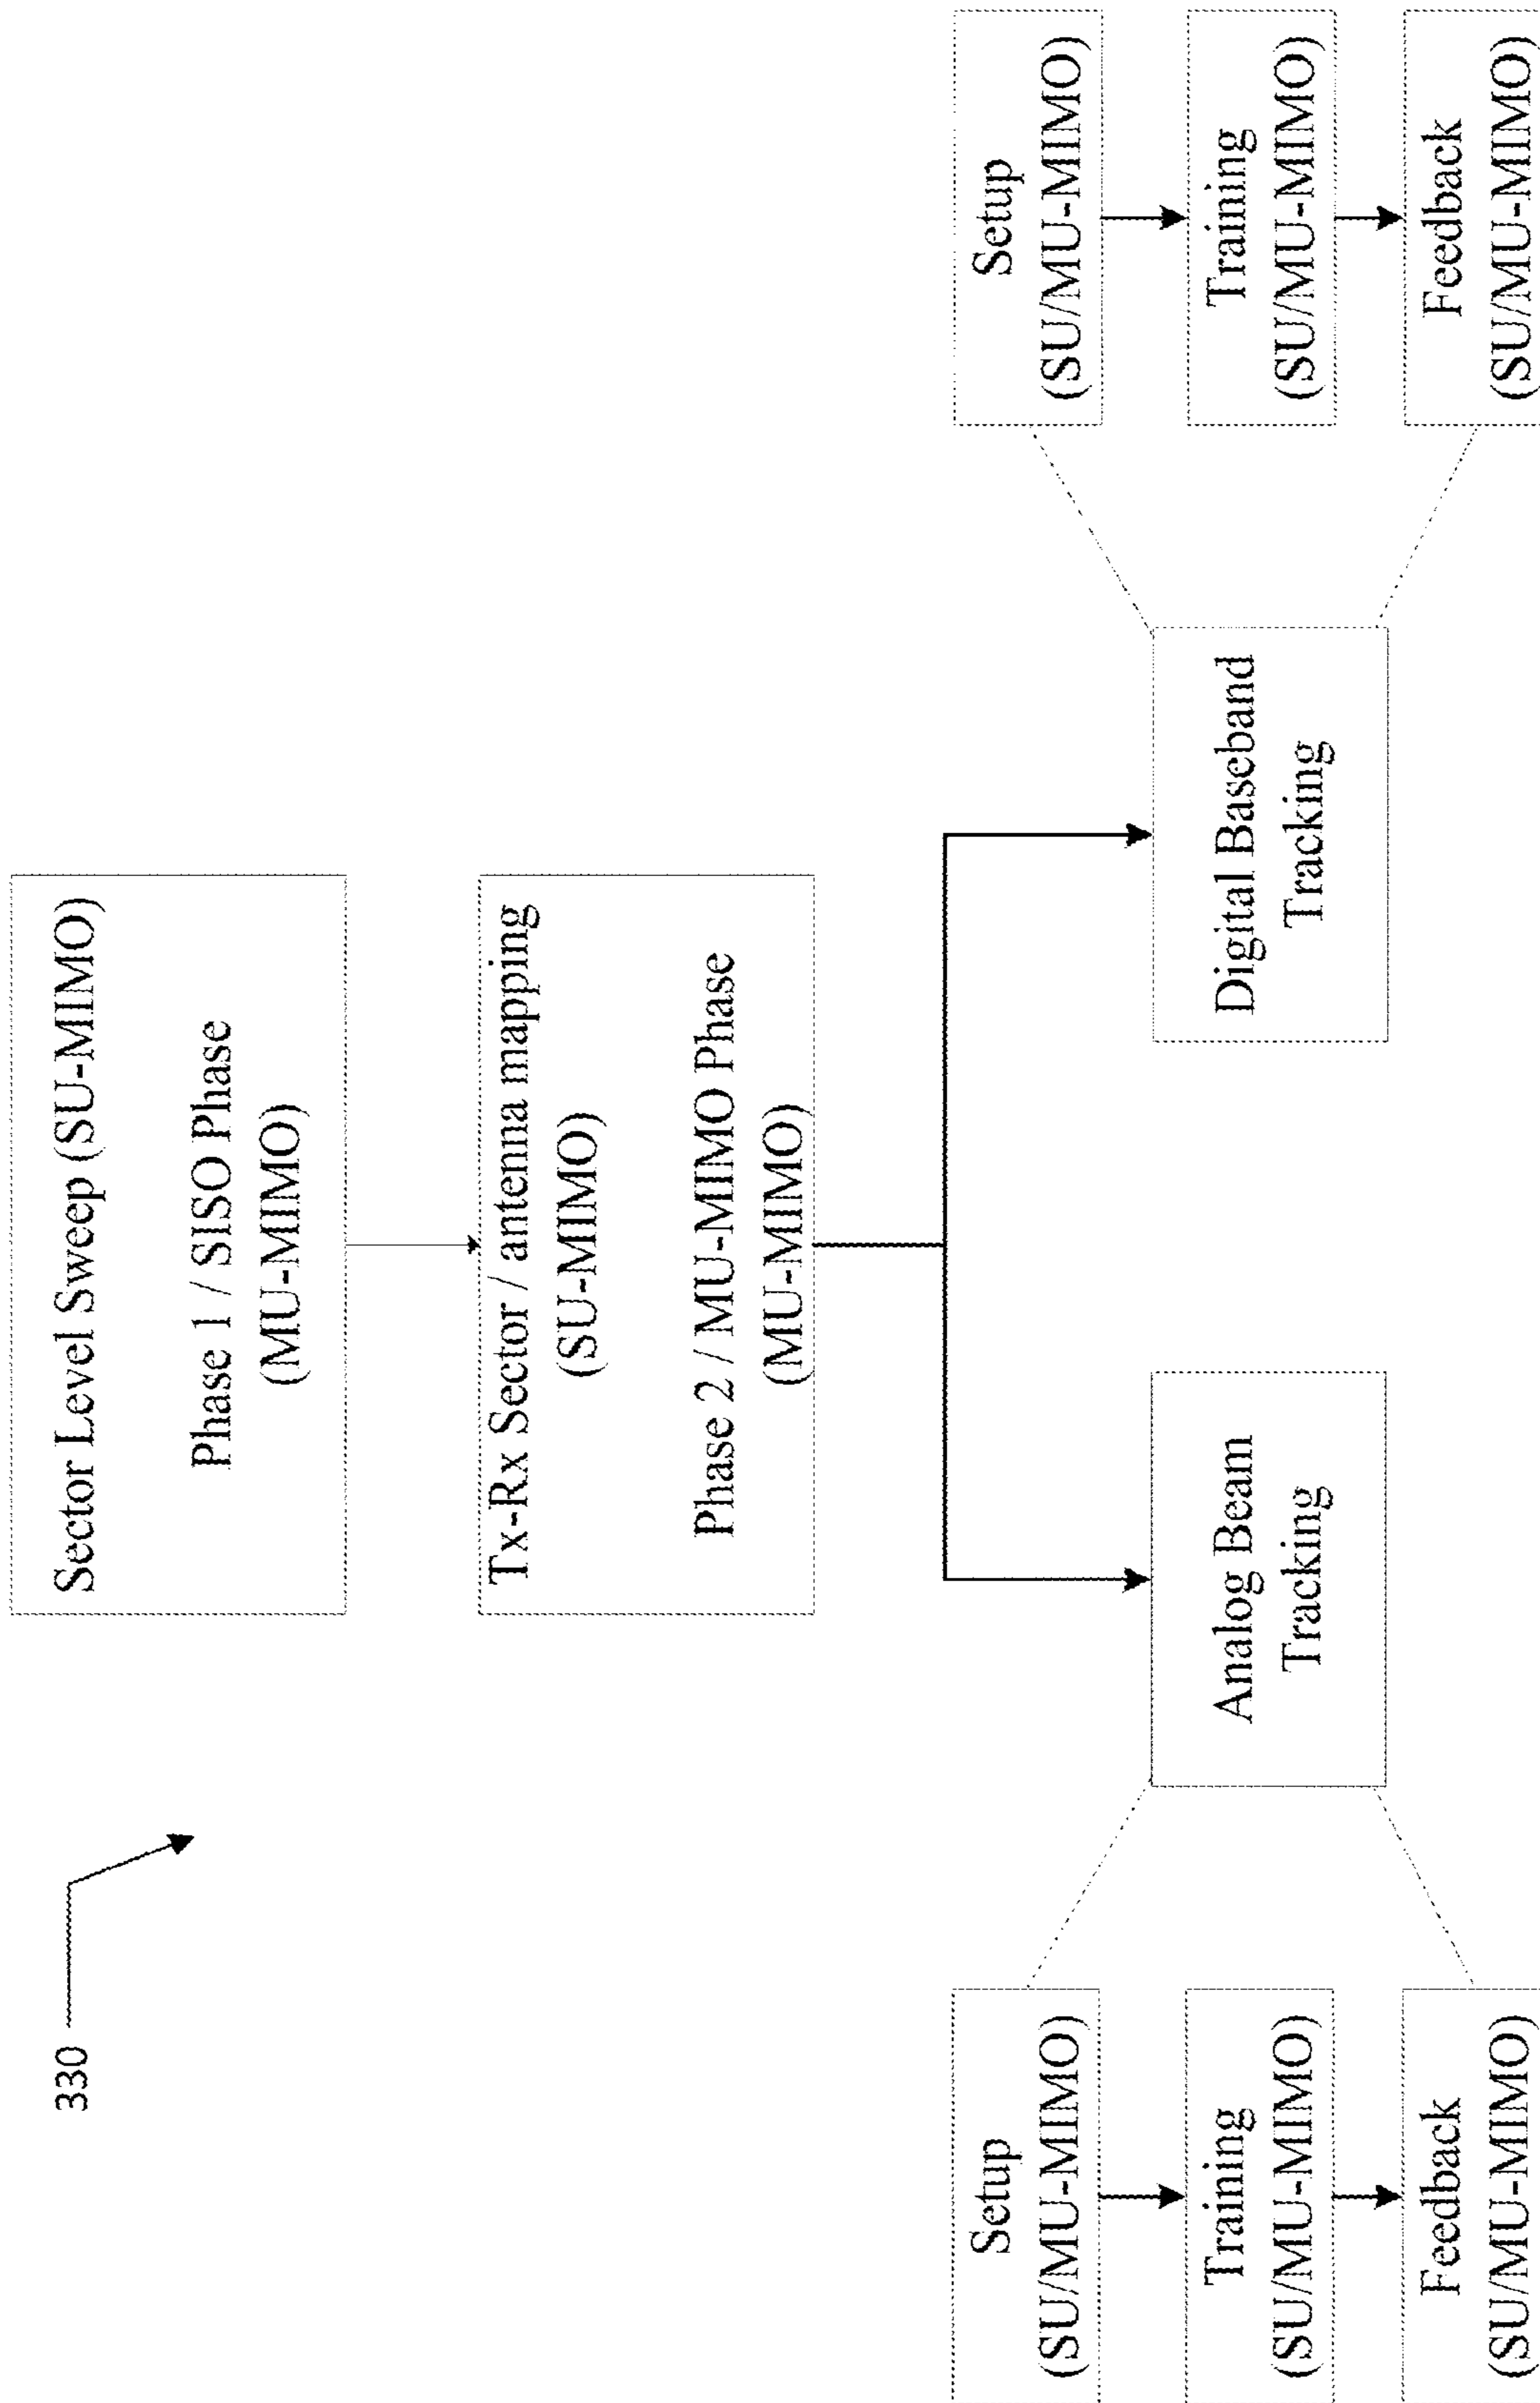 330
Sector Level Sweep (SU-MIMO)
Phase 1 / SISO Phase
(MU-MIMO)
Tx-Rx Sector / antenna mapping
(SU-MIMO)
Phase 2 / MU-MIMO Phase
(MU-MIMO)
Analog Beam
Tracking
Digital Baseband
Tracking
Setup
(SU/MU-MIMO)
Training
(SU/MU-MIMO)
Feedback
(SU/MU-MIMO)
Setup
(SU/MU-MIMO)
Training
(SU/MU-MIMO)
Feedback
(SU/MU-MIMO)